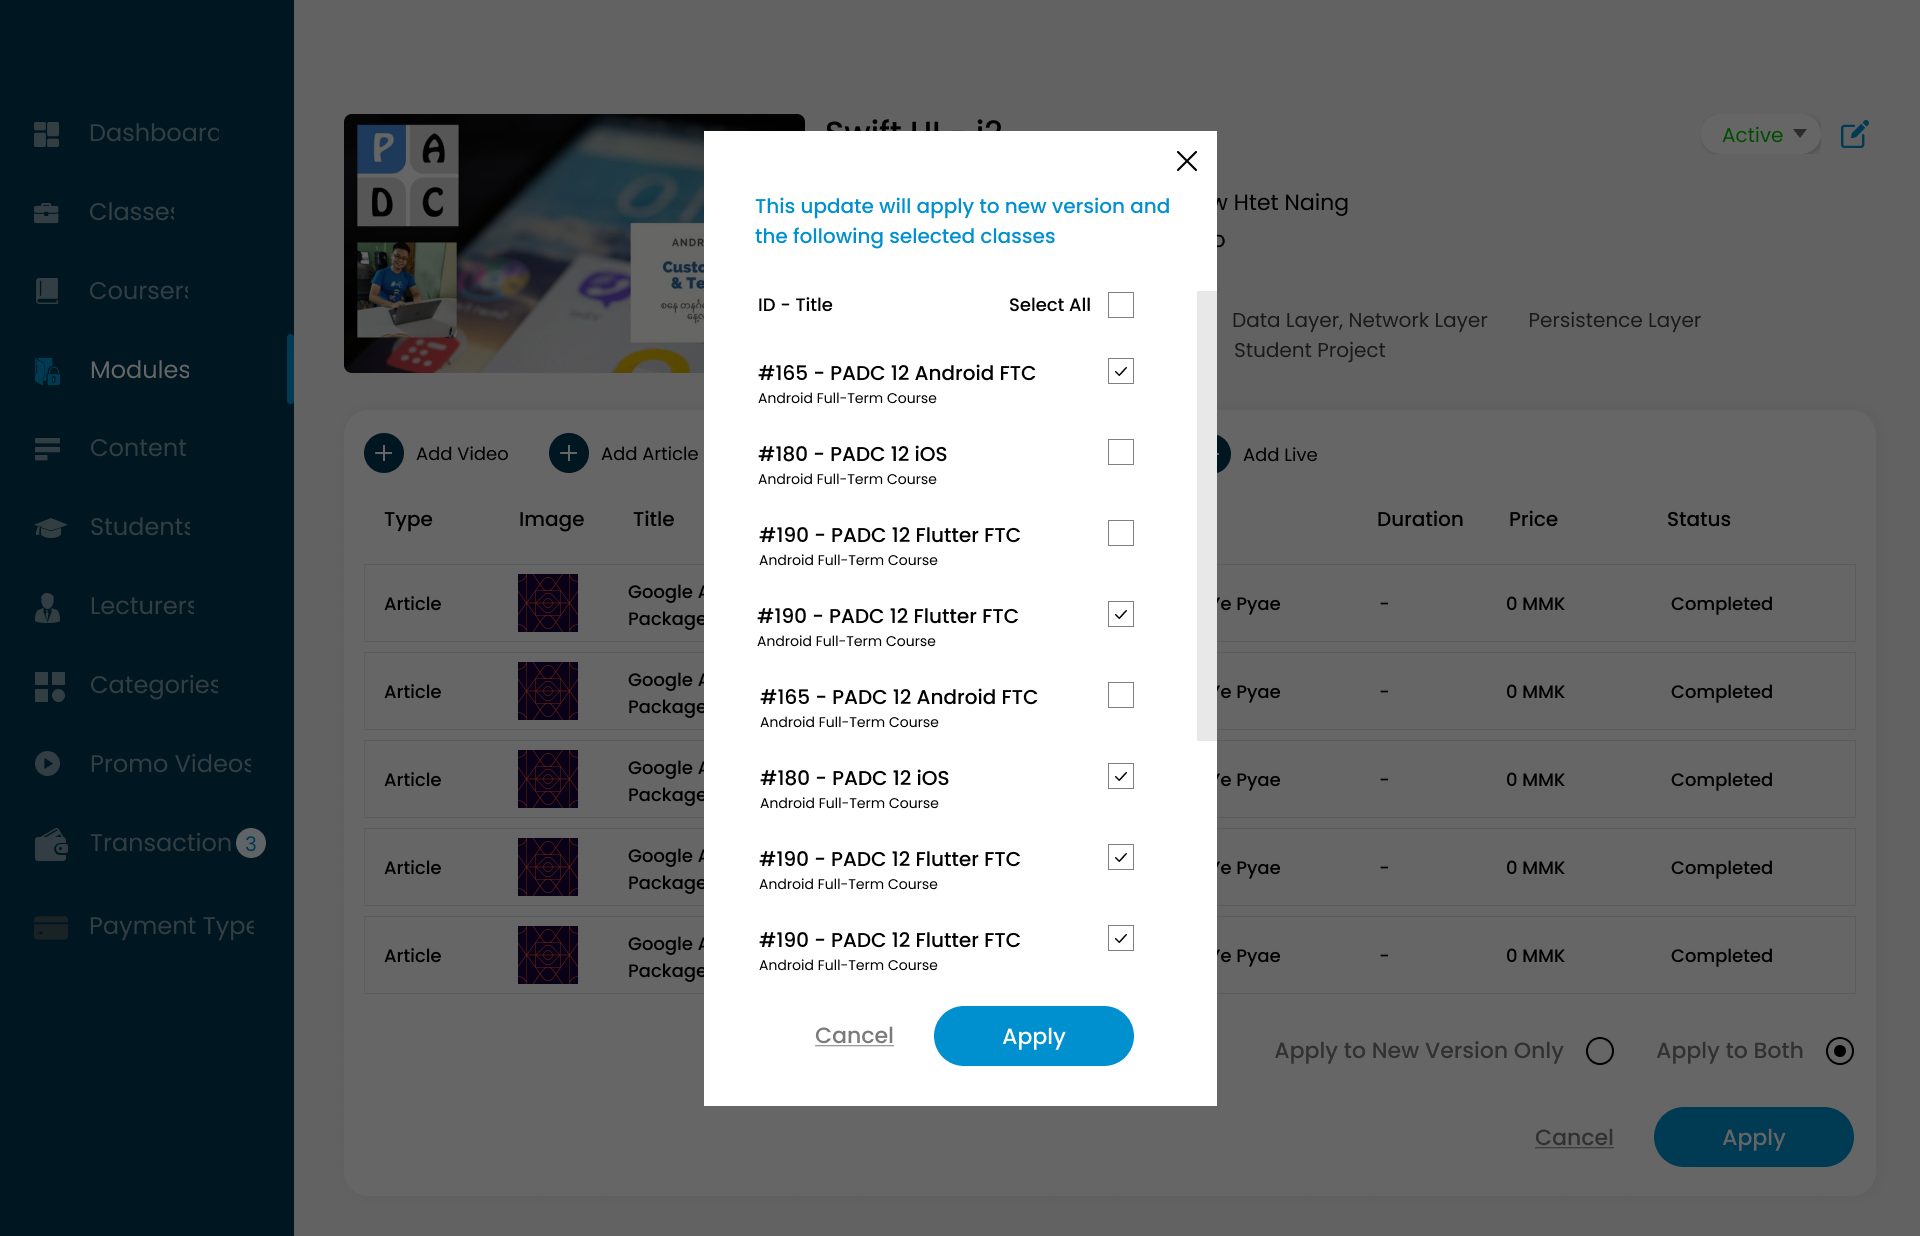 Dashboard
Classes
Coursers
Modules
Content
Students
Lecturers
Categories
Promo Videos
Transaction 3
Payment Type
P A
D C
ANDR
Custo
& Te
Swift UI - i2
Active
w Htet Naing
Data Layer, Network Layer
Persistence Layer
Student Project
Add Video
Add Article
Add Live
Type
Image
Title
Duration
Price
Status
Article
Google A
Package
Ye Pyae
-
0 MMK
Completed
Article
Google A
Package
Ye Pyae
-
0 MMK
Completed
Article
Google A
Package
Ye Pyae
-
0 MMK
Completed
Article
Google A
Package
Ye Pyae
-
0 MMK
Completed
Article
Google A
Package
Ye Pyae
-
0 MMK
Completed
This update will apply to new version and
the following selected classes
ID - Title
Select All
#165 - PADC 12 Android FTC
Android Full-Term Course
#180 - PADC 12 iOS
Android Full-Term Course
#190 - PADC 12 Flutter FTC
Android Full-Term Course
#190 - PADC 12 Flutter FTC
Android Full-Term Course
#165 - PADC 12 Android FTC
Android Full-Term Course
#180 - PADC 12 iOS
Android Full-Term Course
#190 - PADC 12 Flutter FTC
Android Full-Term Course
#190 - PADC 12 Flutter FTC
Android Full-Term Course
Cancel
Apply
Apply to New Version Only
Apply to Both
Cancel
Apply